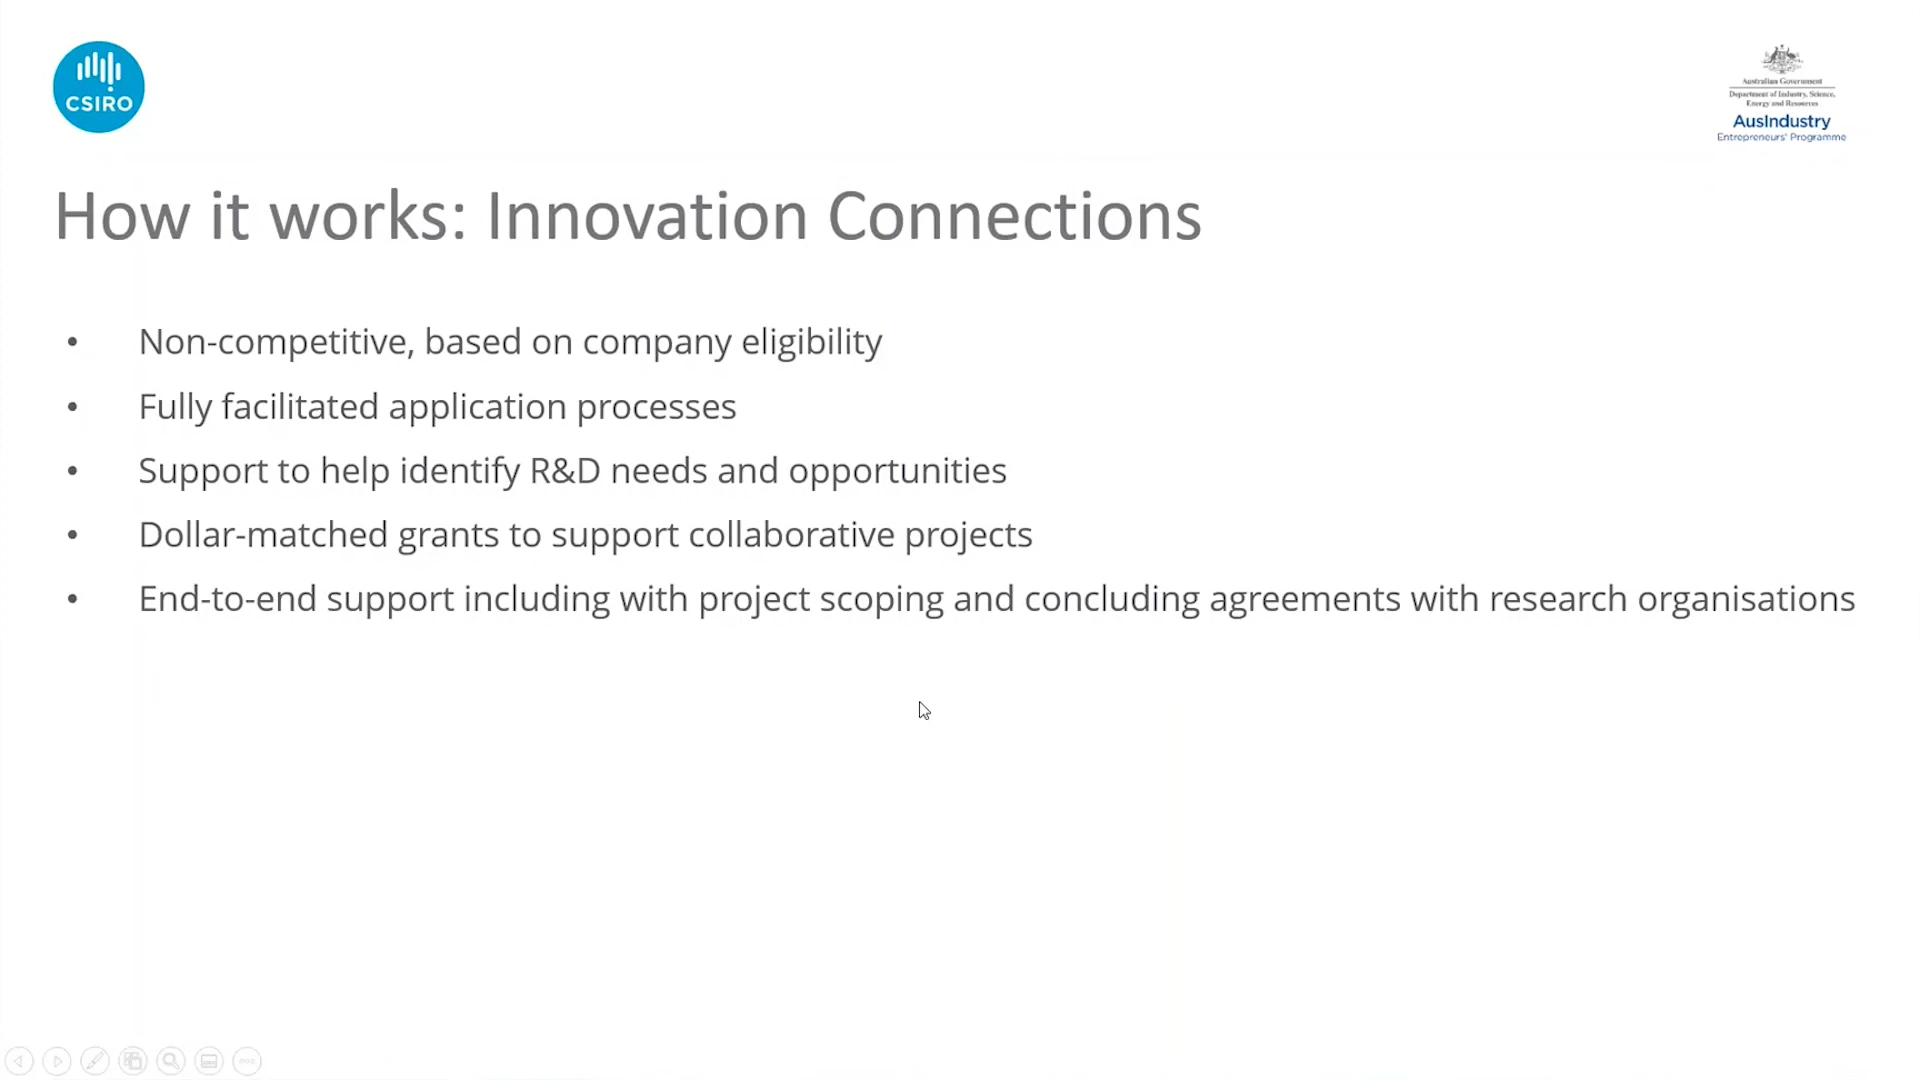 CSIRO
Australian Government
Department of Industry, Science,
Energy and Resources
AusIndustry
Entrepreneurs' Programme
How it works: Innovation Connections
• Non-competitive, based on company eligibility
• Fully facilitated application processes
• Support to help identify R&D needs and opportunities
• Dollar-matched grants to support collaborative projects
• End-to-end support including with project scoping and concluding agreements with research organisations